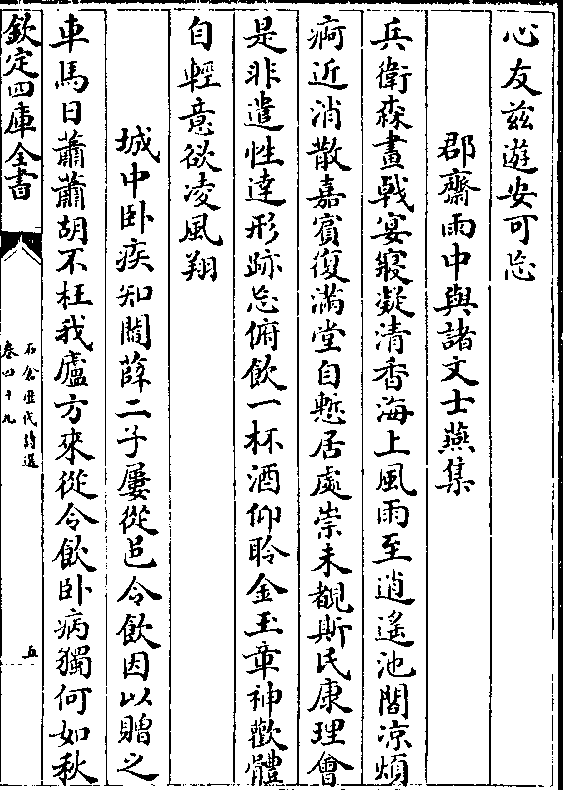 心友兹遊安可忘
郡齋雨中與諸文士燕集
兵衛森畫戟宴寢凝清香海上風雨至逍遙池閣凉煩
疴近消散嘉賔復滿堂自慙居處崇未覩斯民康理㑹
是非遣性達形跡忘俯飲一杯酒仰聆金玉章神歡體
自輕意欲凌風翔
城中卧疾知閻薛二子屢從邑令飲因以贈之
車馬日蕭蕭胡不枉我廬方來從令飲卧病獨何如秋
欽定四庫全書
石倉歷代詩選
卷四十九
五